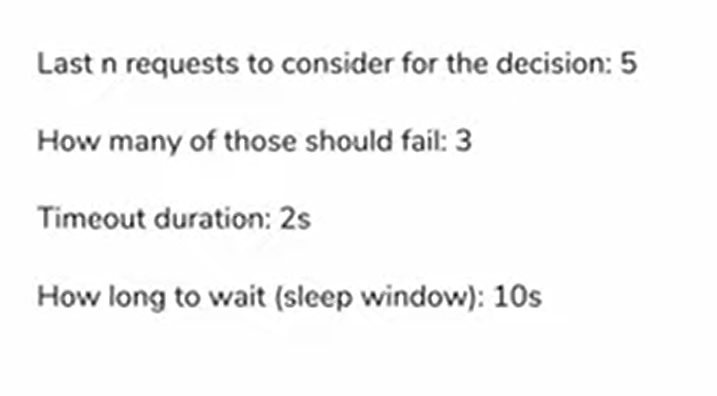 Last n requests to consider for the decision: 5
How many of those should fail: 3
Timeout duration: 2s
How long to wait (sleep window): 10s